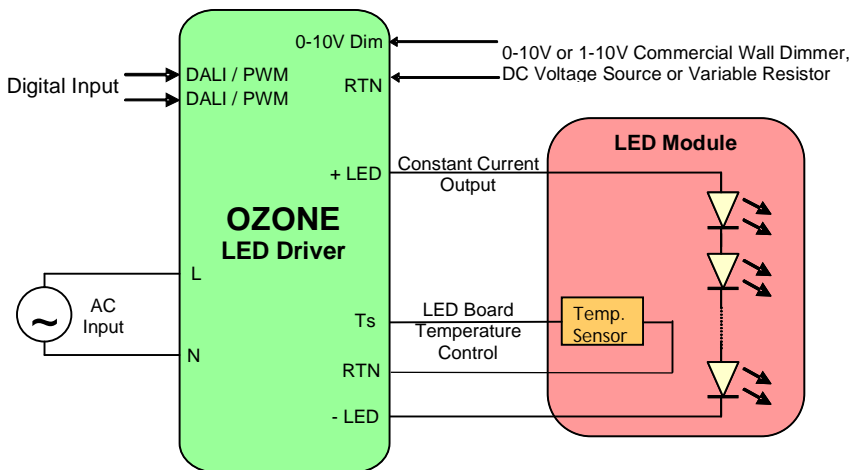 0-10V Dim
0-10V or 1-10V Commercial Wall Dimmer,
DC Voltage Source or Variable Resistor
Digital Input
DALI / PWM
DALI / PWM
RTN
LED Module
+ LED
Constant Current
Output
OZONE
LED Driver
L
AC
Input
~
N
Ts
LED Board
Temperature
Control
Temp.
Sensor
RTN
- LED